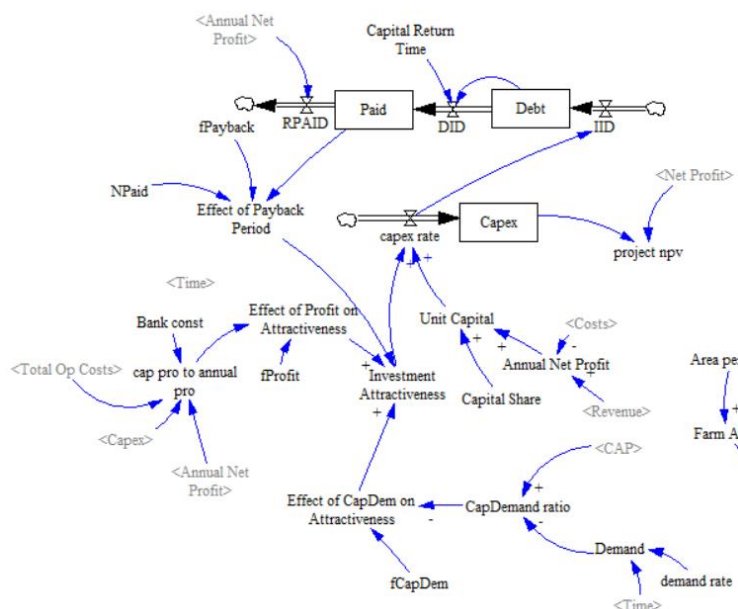 <Annual Net
Profit>
Capital Return
Time
Paid
Debt
RPAID
DID
IID
fPayback
NPaid
Effect of Payback
Period
<Net Profit>
Capex
capex rate
project npv
+
+
<Time>
Bank const
Effect of Profit on
Attractiveness
Unit Capital
<Costs>
+
+
-
Annual Net Profit
+
<Total Op Costs>
cap pro to annual
pro
fProfit
+
Investment
Attractiveness
+
Capital Share
<Revenue>
Area pe
+
Farm A
<Capex>
<Annual Net
Profit>
<CAP>
+
Effect of CapDem on
Attractiveness
-
CapDemand ratio
-
Demand
fCapDem
demand rate
<Time>